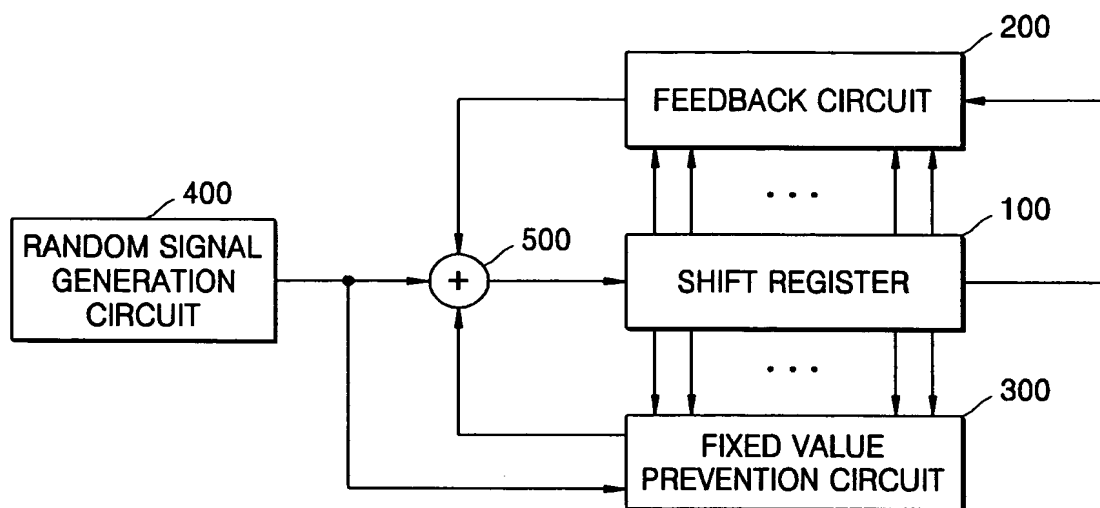 200
FEEDBACK CIRCUIT
. . .
400
RANDOM SIGNAL
GENERATION
CIRCUIT
500
+
100
SHIFT REGISTER
. . .
300
FIXED VALUE
PREVENTION CIRCUIT